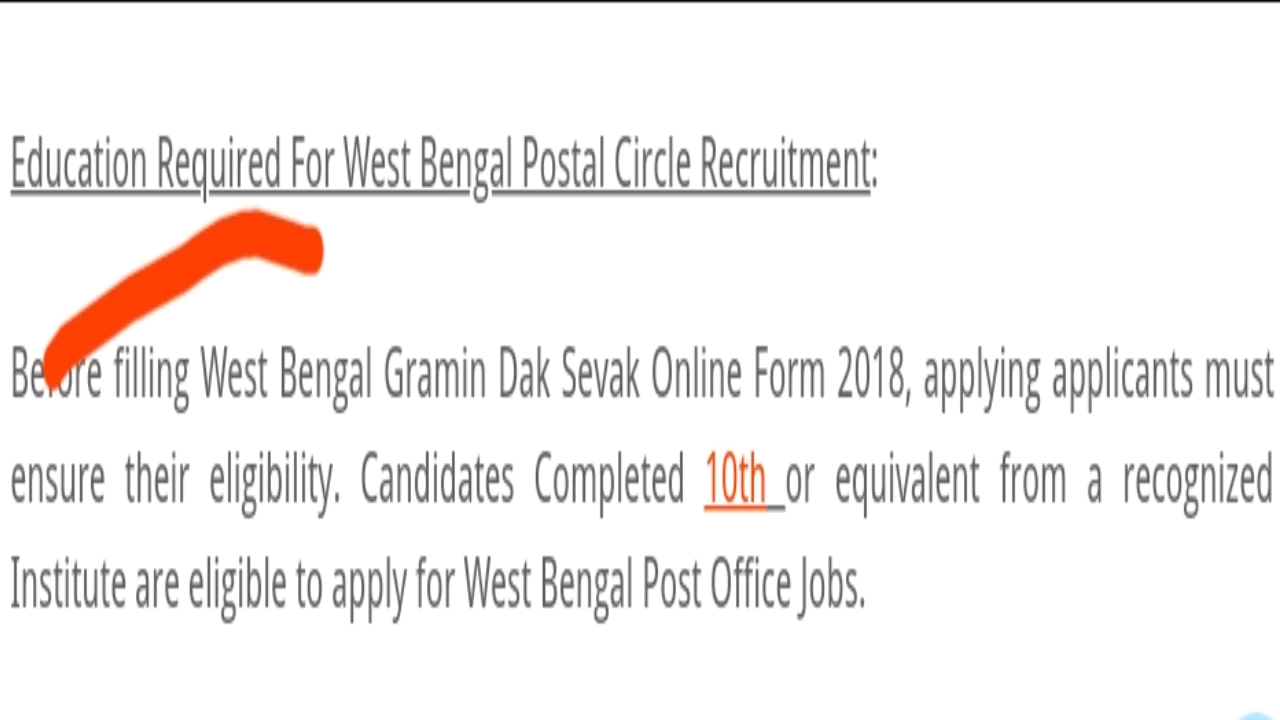 Education Required For West Bengal Postal Circle Recruitment:
Before filling West Bengal Gramin Dak Sevak Online Form 2018, applying applicants must
ensure their eligibility. Candidates Completed 10th or equivalent from a recognized
Institute are eligible to apply for West Bengal Post Office Jobs.